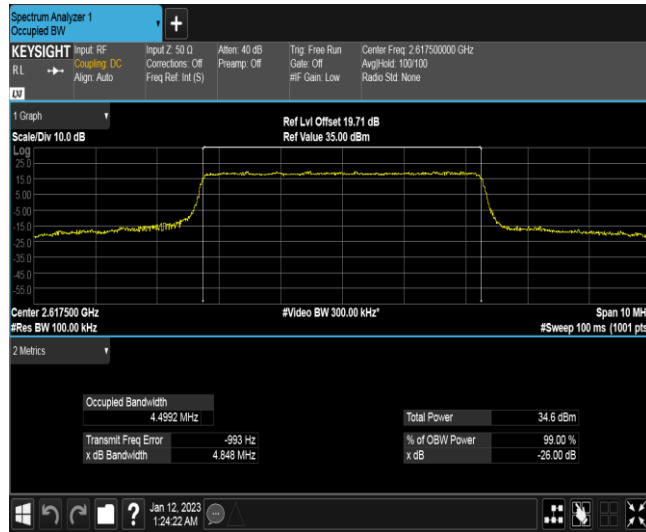 Spectrum Analyzer 1
Occupied BW
KEYSIGHT
RL
LXI
Input: RF
Coupling: DC
Align: Auto
Input Z: 50 Ω
Corrections: Off
Freq Ref: Int (S)
Atten: 40 dB
Preamp: Off
Trig: Free Run
Gate: Off
#IF Gain: Low
Center Freq: 2.617500000 GHz
Avg|Hold: 100/100
Radio Std: None
1 Graph
Scale/Div 10.0 dB
Ref Lvl Offset 19.71 dB
Ref Value 35.00 dBm
Log
25.0
15.0
5.00
-5.00
-15.0
-25.0
-35.0
-45.0
-55.0
Center 2.617500 GHz
#Res BW 100.00 kHz
#Video BW 300.00 kHz*
Span 10 MH
#Sweep 100 ms (1001 pts
2 Metrics
Occupied Bandwidth
4.4992 MHz
Transmit Freq Error -993 Hz
x dB Bandwidth 4.848 MHz
Total Power 34.6 dBm
% of OBW Power 99.00 %
x dB -26.00 dB
?
Jan 12, 2023
1:24:22 AM